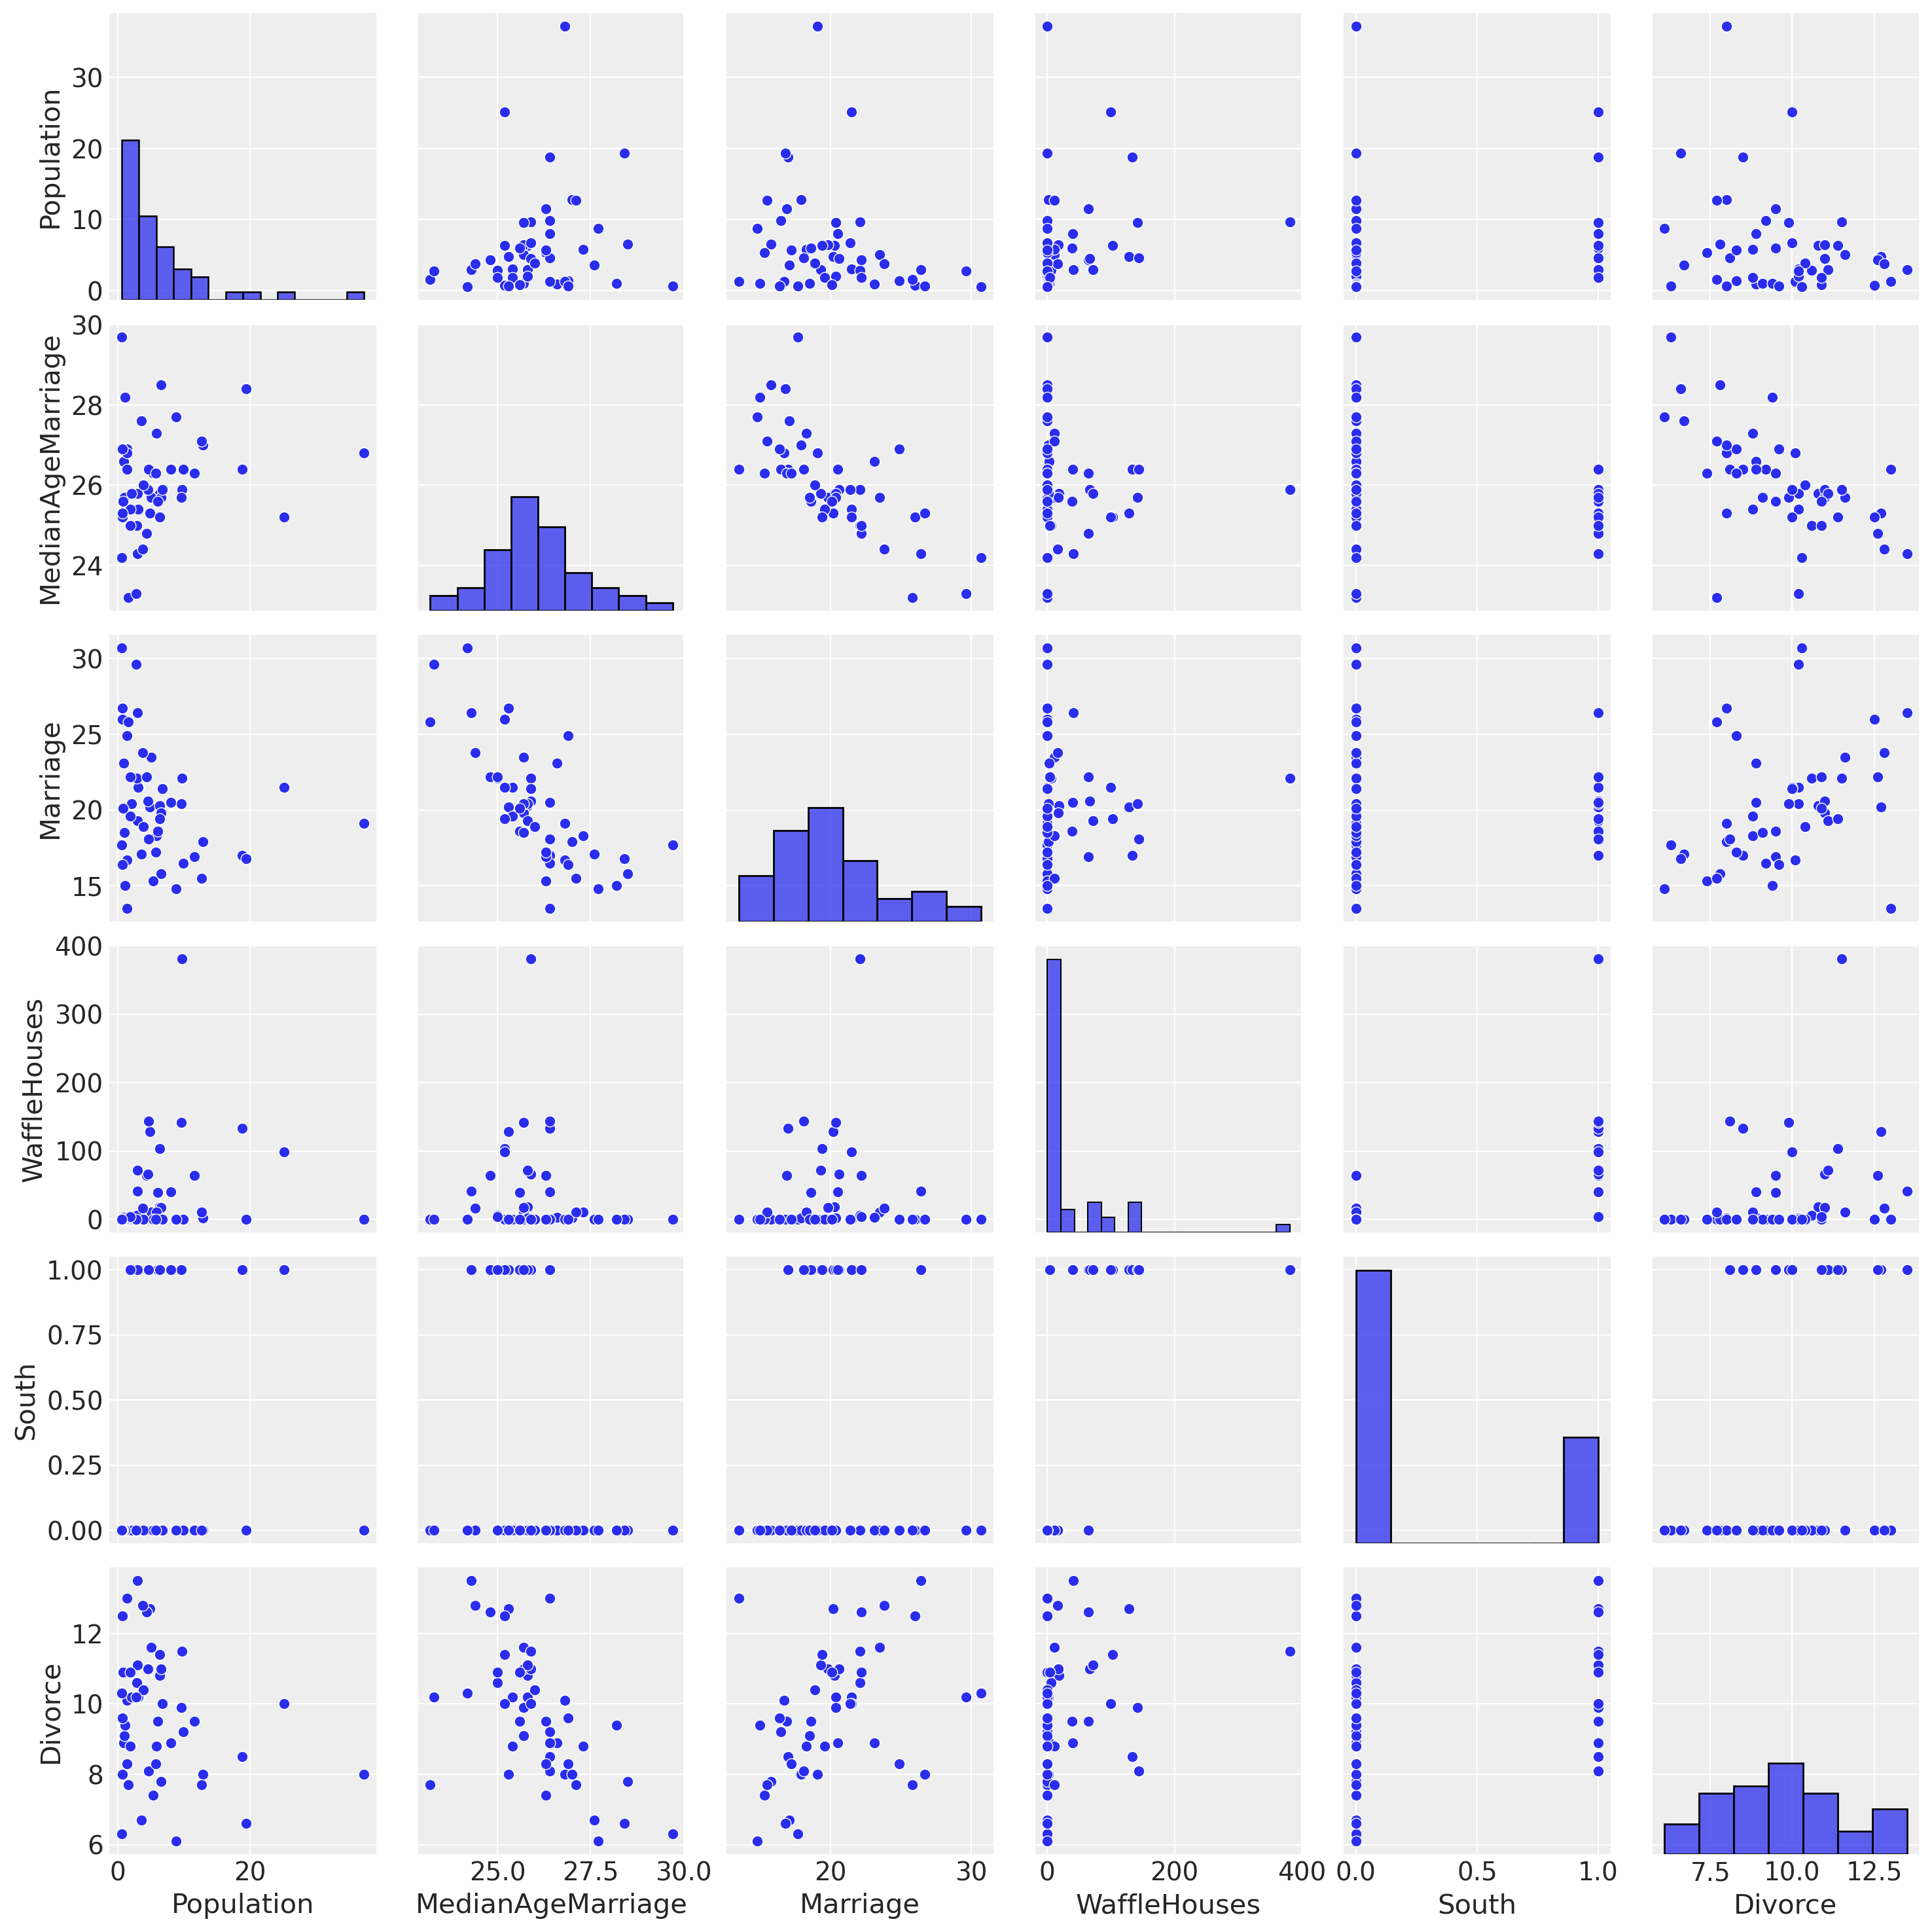 Population
30
20
10
0
MedianAgeMarriage
30
28
26
24
Marriage
30
25
20
15
WaffleHouses
400
300
200
100
0
South
1.00
0.75
0.50
0.25
0.00
Divorce
12
10
8
6
0 20
25.0 27.5 30.0
20 30
0 200 400
0.0 0.5 1.0
7.5 10.0 12.5
Population
MedianAgeMarriage
Marriage
WaffleHouses
South
Divorce